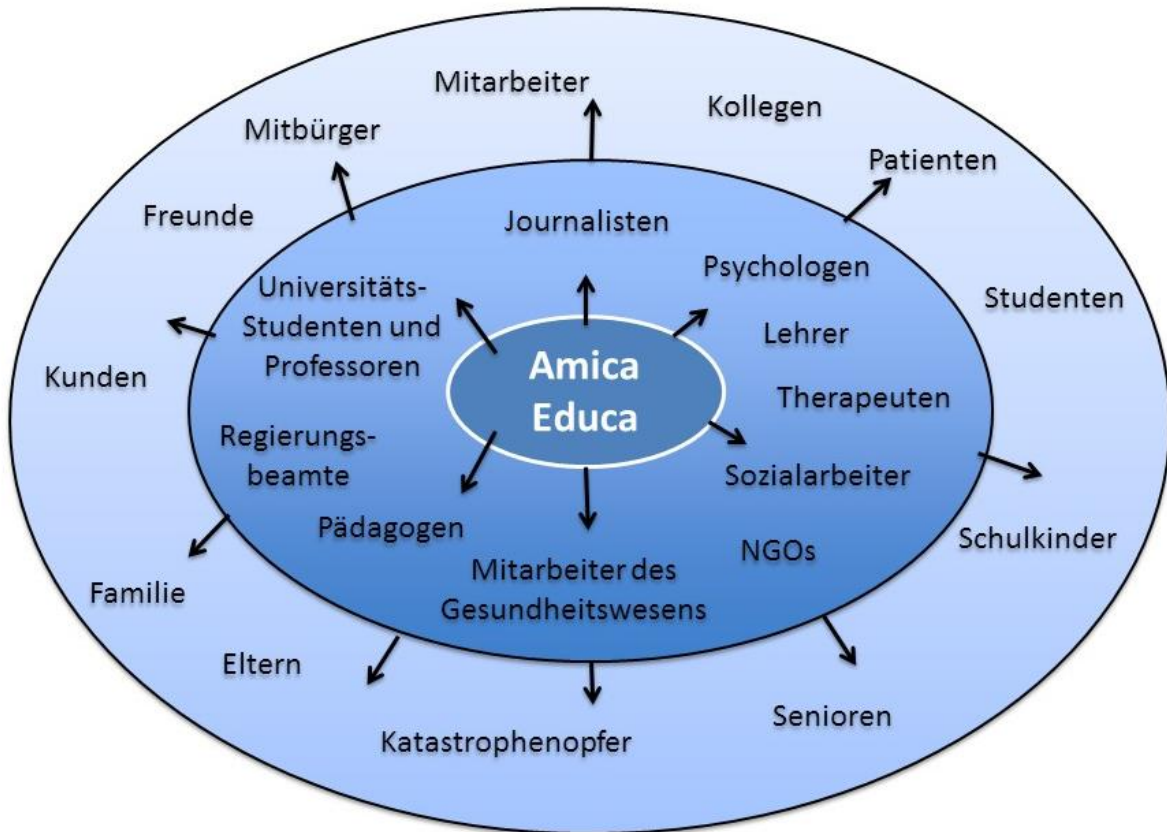 Mitarbeiter
Kollegen
Mitbürger
Patienten
Freunde
Journalisten
Psychologen
Universitäts-
Studenten und
Professoren
Studenten
Lehrer
Amica
Educa
Kunden
Therapeuten
Regierungs-
beamte
Sozialarbeiter
Pädagogen
NGOs
Schulkinder
Mitarbeiter des
Gesundheitswesens
Familie
Eltern
Senioren
Katastrophenopfer